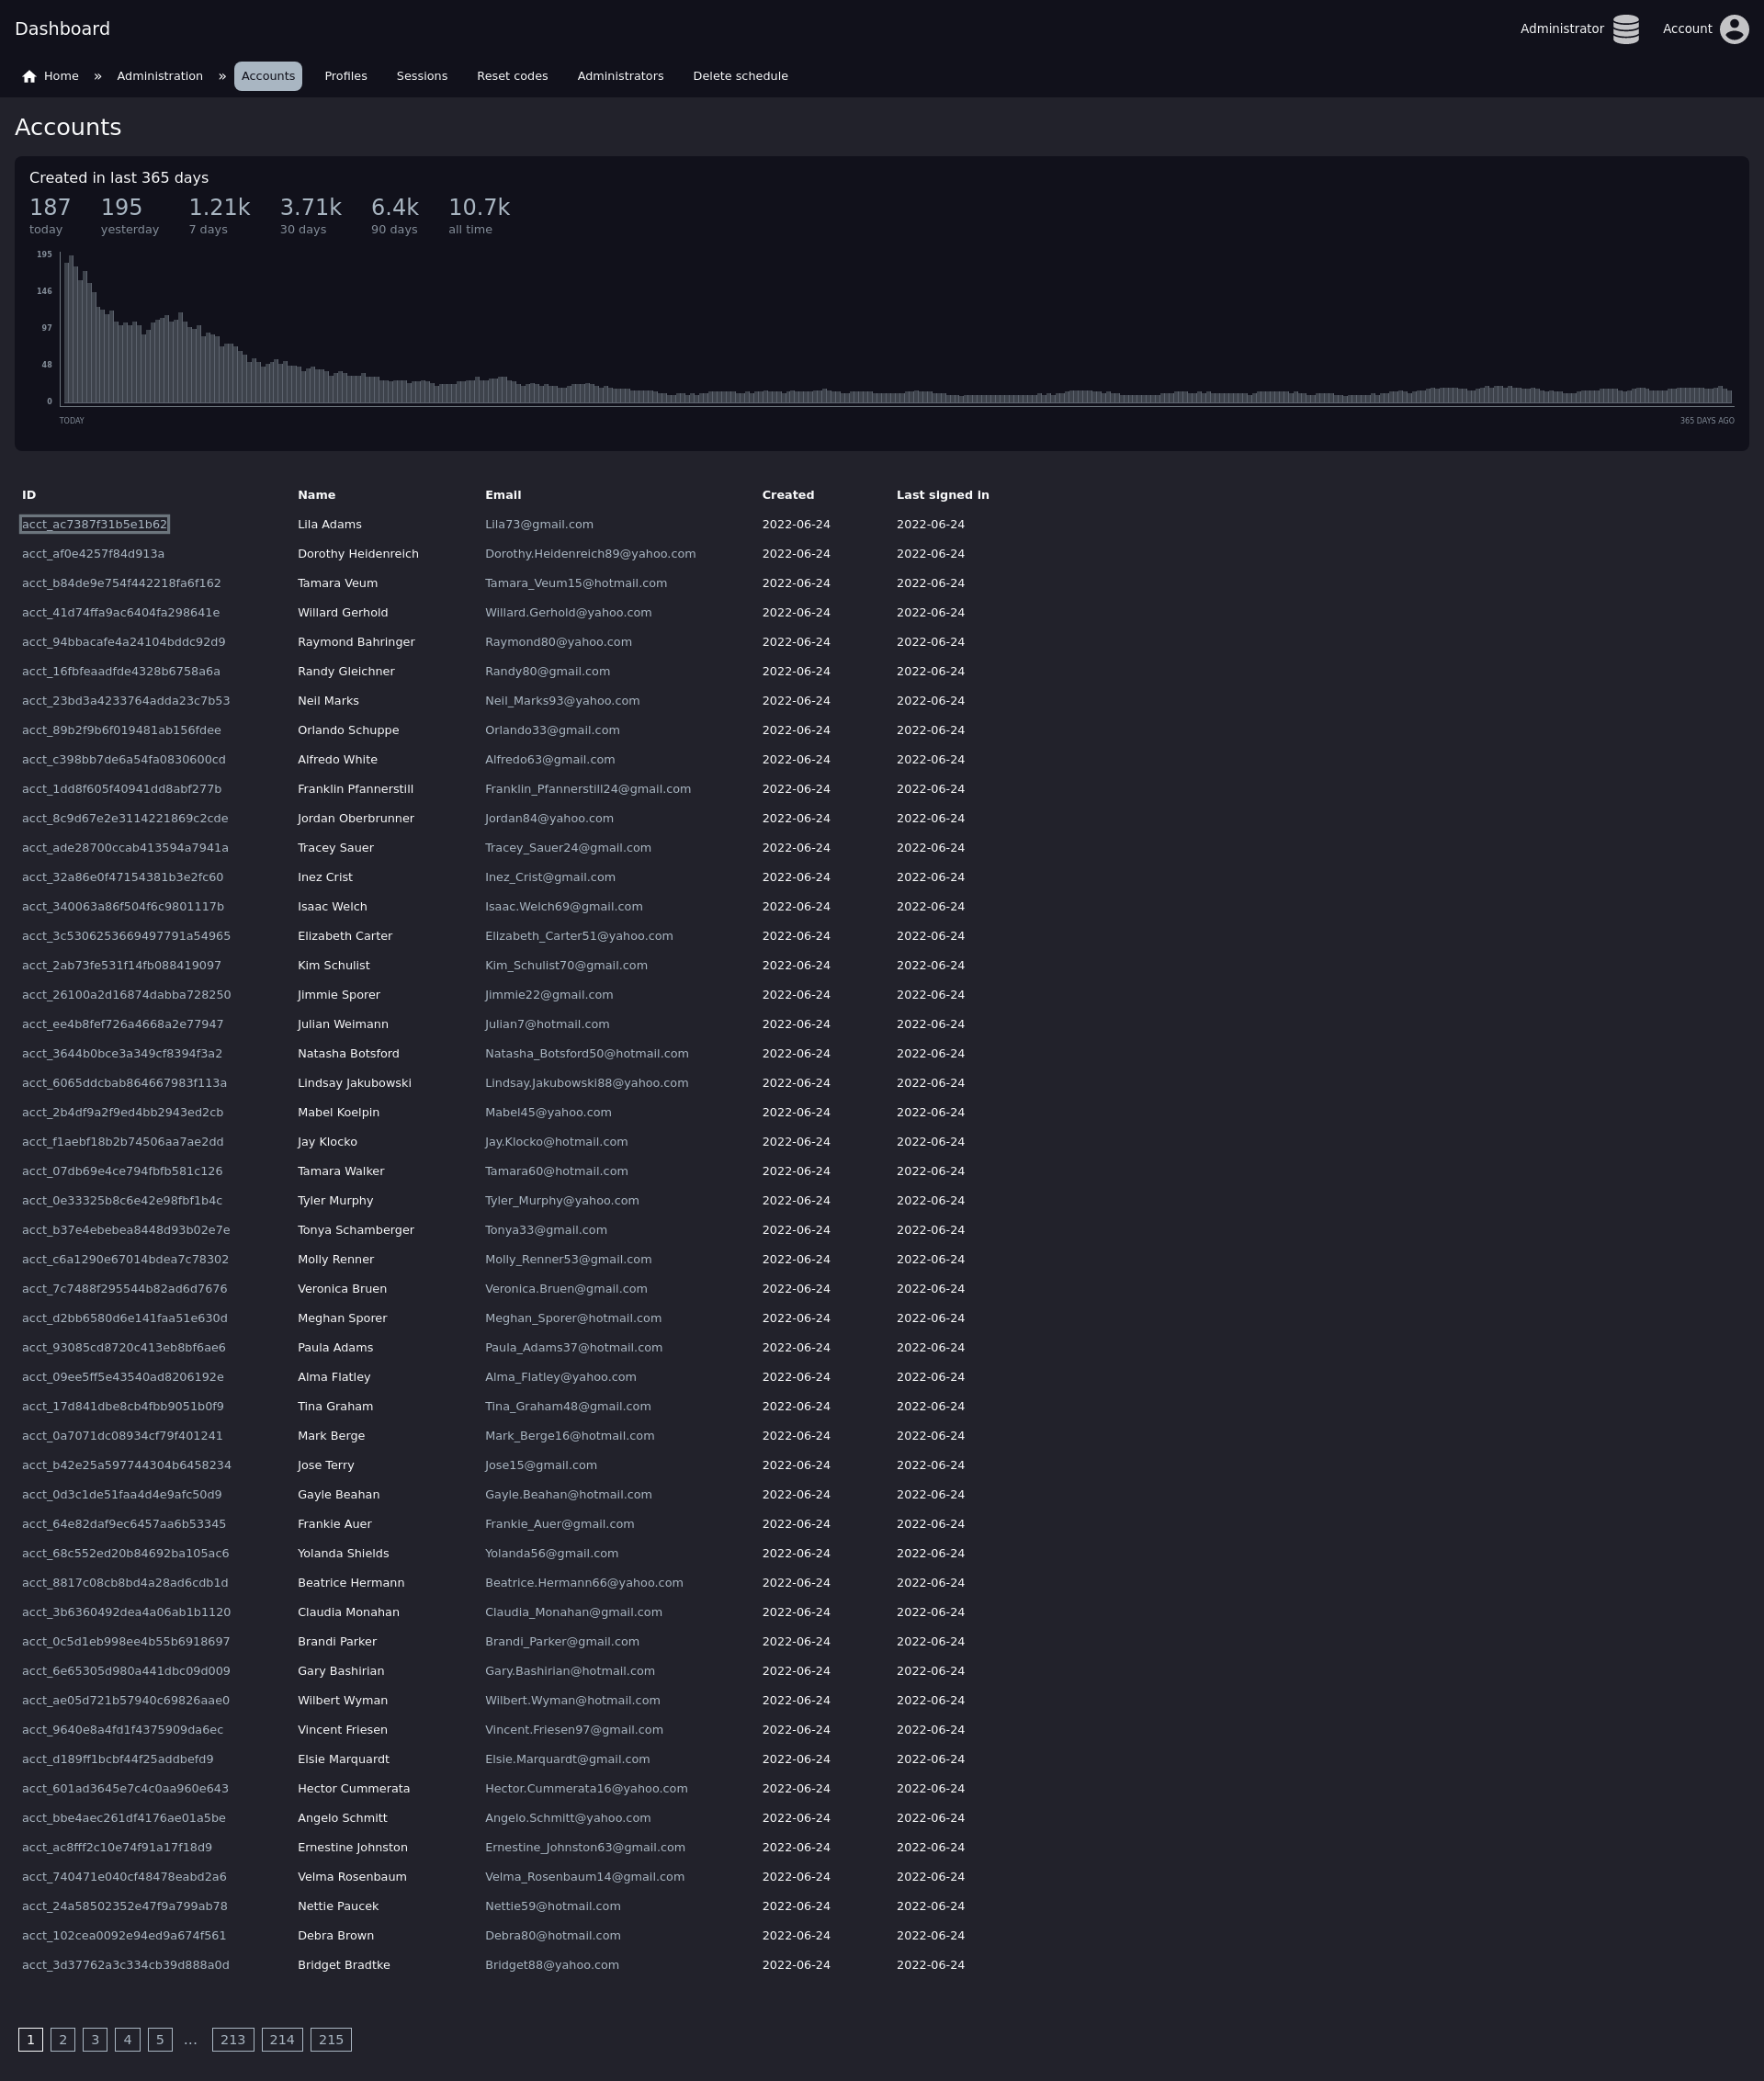 Dashboard
Administrator Account
Home » Administration » Accounts Profiles Sessions Reset codes Administrators Delete schedule
Accounts
Created in last 365 days
187 195 1.21k 3.71k 6.4k 10.7k
today yesterday 7 days 30 days 90 days all time
195
146
97
48
0
TODAY 365 DAYS AGO
ID Name Email Created Last signed in
acct_ac7387f31b5e1b62 Lila Adams Lila73@gmail.com 2022-06-24 2022-06-24
acct_af0e4257f84d913a Dorothy Heidenreich Dorothy.Heidenreich89@yahoo.com 2022-06-24 2022-06-24
acct_b84de9e754f442218fa6f162 Tamara Veum Tamara_Veum15@hotmail.com 2022-06-24 2022-06-24
acct_41d74ffa9ac6404fa298641e Willard Gerhold Willard.Gerhold@yahoo.com 2022-06-24 2022-06-24
acct_94bbacafe4a24104bddc92d9 Raymond Bahringer Raymond80@yahoo.com 2022-06-24 2022-06-24
acct_16fbfeaadfde4328b6758a6a Randy Gleichner Randy80@gmail.com 2022-06-24 2022-06-24
acct_23bd3a4233764adda23c7b53 Neil Marks Neil_Marks93@yahoo.com 2022-06-24 2022-06-24
acct_89b2f9b6f019481ab156fdee Orlando Schuppe Orlando33@gmail.com 2022-06-24 2022-06-24
acct_c398bb7de6a54fa0830600cd Alfredo White Alfredo63@gmail.com 2022-06-24 2022-06-24
acct_1dd8f605f40941dd8abf277b Franklin Pfannerstill Franklin_Pfannerstill24@gmail.com 2022-06-24 2022-06-24
acct_8c9d67e2e3114221869c2cde Jordan Oberbrunner Jordan84@yahoo.com 2022-06-24 2022-06-24
acct_ade28700ccab413594a7941a Tracey Sauer Tracey_Sauer24@gmail.com 2022-06-24 2022-06-24
acct_32a86e0f47154381b3e2fc60 Inez Crist Inez_Crist@gmail.com 2022-06-24 2022-06-24
acct_340063a86f504f6c9801117b Isaac Welch Isaac.Welch69@gmail.com 2022-06-24 2022-06-24
acct_3c5306253669497791a54965 Elizabeth Carter Elizabeth_Carter51@yahoo.com 2022-06-24 2022-06-24
acct_2ab73fe531f14fb088419097 Kim Schulist Kim_Schulist70@gmail.com 2022-06-24 2022-06-24
acct_26100a2d16874dabba728250 Jimmie Sporer Jimmie22@gmail.com 2022-06-24 2022-06-24
acct_ee4b8fef726a4668a2e77947 Julian Weimann Julian7@hotmail.com 2022-06-24 2022-06-24
acct_3644b0bce3a349cf8394f3a2 Natasha Botsford Natasha_Botsford50@hotmail.com 2022-06-24 2022-06-24
acct_6065ddcbab864667983f113a Lindsay Jakubowski Lindsay.Jakubowski88@yahoo.com 2022-06-24 2022-06-24
acct_2b4df9a2f9ed4bb2943ed2cb Mabel Koelpin Mabel45@yahoo.com 2022-06-24 2022-06-24
acct_f1aebf18b2b74506aa7ae2dd Jay Klocko Jay.Klocko@hotmail.com 2022-06-24 2022-06-24
acct_07db69e4ce794fbfb581c126 Tamara Walker Tamara60@hotmail.com 2022-06-24 2022-06-24
acct_0e33325b8c6e42e98fbf1b4c Tyler Murphy Tyler_Murphy@yahoo.com 2022-06-24 2022-06-24
acct_b37e4ebebea8448d93b02e7e Tonya Schamberger Tonya33@gmail.com 2022-06-24 2022-06-24
acct_c6a1290e67014bdea7c78302 Molly Renner Molly_Renner53@gmail.com 2022-06-24 2022-06-24
acct_7c7488f295544b82ad6d7676 Veronica Bruen Veronica.Bruen@gmail.com 2022-06-24 2022-06-24
acct_d2bb6580d6e141faa51e630d Meghan Sporer Meghan_Sporer@hotmail.com 2022-06-24 2022-06-24
acct_93085cd8720c413eb8bf6ae6 Paula Adams Paula_Adams37@hotmail.com 2022-06-24 2022-06-24
acct_09ee5ff5e43540ad8206192e Alma Flatley Alma_Flatley@yahoo.com 2022-06-24 2022-06-24
acct_17d841dbe8cb4fbb9051b0f9 Tina Graham Tina_Graham48@gmail.com 2022-06-24 2022-06-24
acct_0a7071dc08934cf79f401241 Mark Berge Mark_Berge16@hotmail.com 2022-06-24 2022-06-24
acct_b42e25a597744304b6458234 Jose Terry Jose15@gmail.com 2022-06-24 2022-06-24
acct_0d3c1de51faa4d4e9afc50d9 Gayle Beahan Gayle.Beahan@hotmail.com 2022-06-24 2022-06-24
acct_64e82daf9ec6457aa6b53345 Frankie Auer Frankie_Auer@gmail.com 2022-06-24 2022-06-24
acct_68c552ed20b84692ba105ac6 Yolanda Shields Yolanda56@gmail.com 2022-06-24 2022-06-24
acct_8817c08cb8bd4a28ad6cdb1d Beatrice Hermann Beatrice.Hermann66@yahoo.com 2022-06-24 2022-06-24
acct_3b6360492dea4a06ab1b1120 Claudia Monahan Claudia_Monahan@gmail.com 2022-06-24 2022-06-24
acct_0c5d1eb998ee4b55b6918697 Brandi Parker Brandi_Parker@gmail.com 2022-06-24 2022-06-24
acct_6e65305d980a441dbc09d009 Gary Bashirian Gary.Bashirian@hotmail.com 2022-06-24 2022-06-24
acct_ae05d721b57940c69826aae0 Wilbert Wyman Wilbert.Wyman@hotmail.com 2022-06-24 2022-06-24
acct_9640e8a4fd1f4375909da6ec Vincent Friesen Vincent.Friesen97@gmail.com 2022-06-24 2022-06-24
acct_d189ff1bcbf44f25addbefd9 Elsie Marquardt Elsie.Marquardt@gmail.com 2022-06-24 2022-06-24
acct_601ad3645e7c4c0aa960e643 Hector Cummerata Hector.Cummerata16@yahoo.com 2022-06-24 2022-06-24
acct_bbe4aec261df4176ae01a5be Angelo Schmitt Angelo.Schmitt@yahoo.com 2022-06-24 2022-06-24
acct_ac8fff2c10e74f91a17f18d9 Ernestine Johnston Ernestine_Johnston63@gmail.com 2022-06-24 2022-06-24
acct_740471e040cf48478eabd2a6 Velma Rosenbaum Velma_Rosenbaum14@gmail.com 2022-06-24 2022-06-24
acct_24a58502352e47f9a799ab78 Nettie Paucek Nettie59@hotmail.com 2022-06-24 2022-06-24
acct_102cea0092e94ed9a674f561 Debra Brown Debra80@hotmail.com 2022-06-24 2022-06-24
acct_3d37762a3c334cb39d888a0d Bridget Bradtke Bridget88@yahoo.com 2022-06-24 2022-06-24
1 2 3 4 5 ... 213 214 215